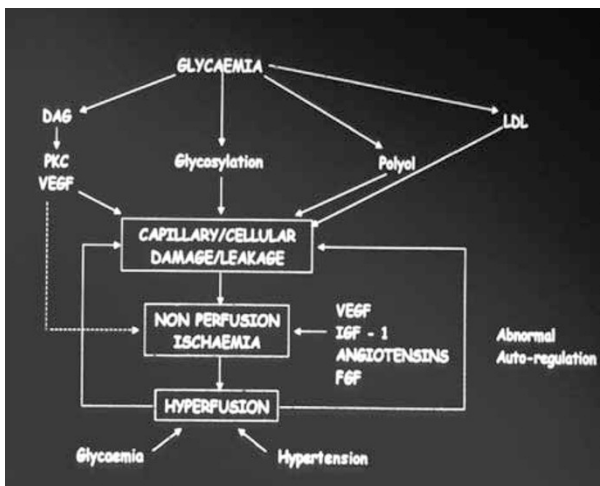 GLYCAEMIA
DAG
LDL
PKC
VEGF
Glycosylation
Polyol
CAPILLARY/CELLULAR
DAMAGE/LEAKAGE
NON PERFUSION
ISCHAEMIA
VEGF
IGF - 1
ANGIOTENSINS
FGF
Abnormal
Auto-regulation
HYPERFUSION
Glycaemia
Hypertension